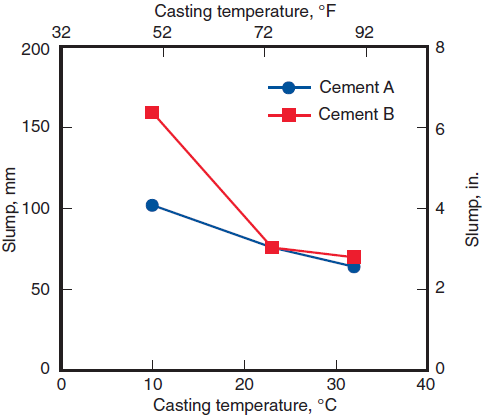 Casting temperature, °F
32 52 72 92
200 8
Cement A
Cement B
150 6
Slump, mm
Slump, in.
100 4
50 2
0 0
0 10 20 30 40
Casting temperature, °C